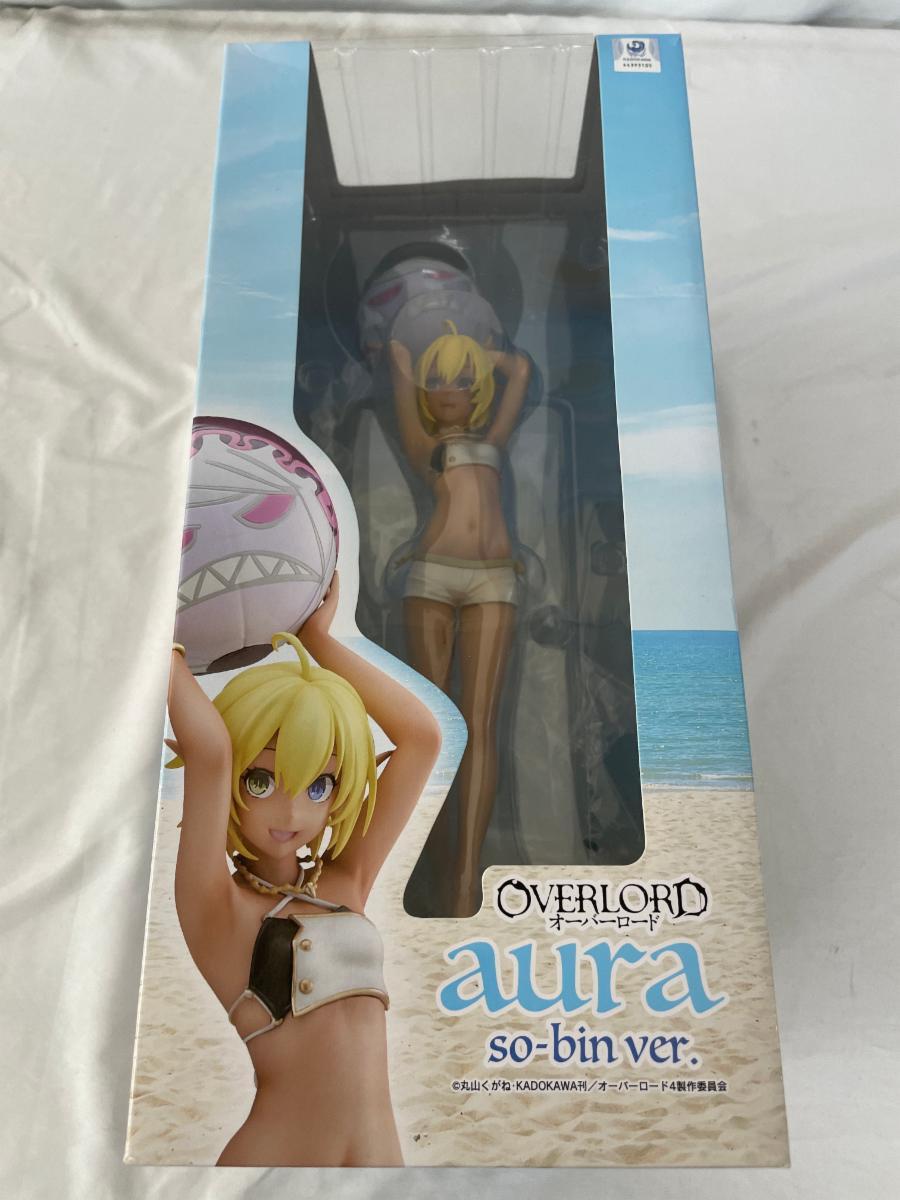 OVERLORD
オーバーロード
aura
so-bin ver.
©丸山くがね・KADOKAWA刊／オーバーロード4製作委員会